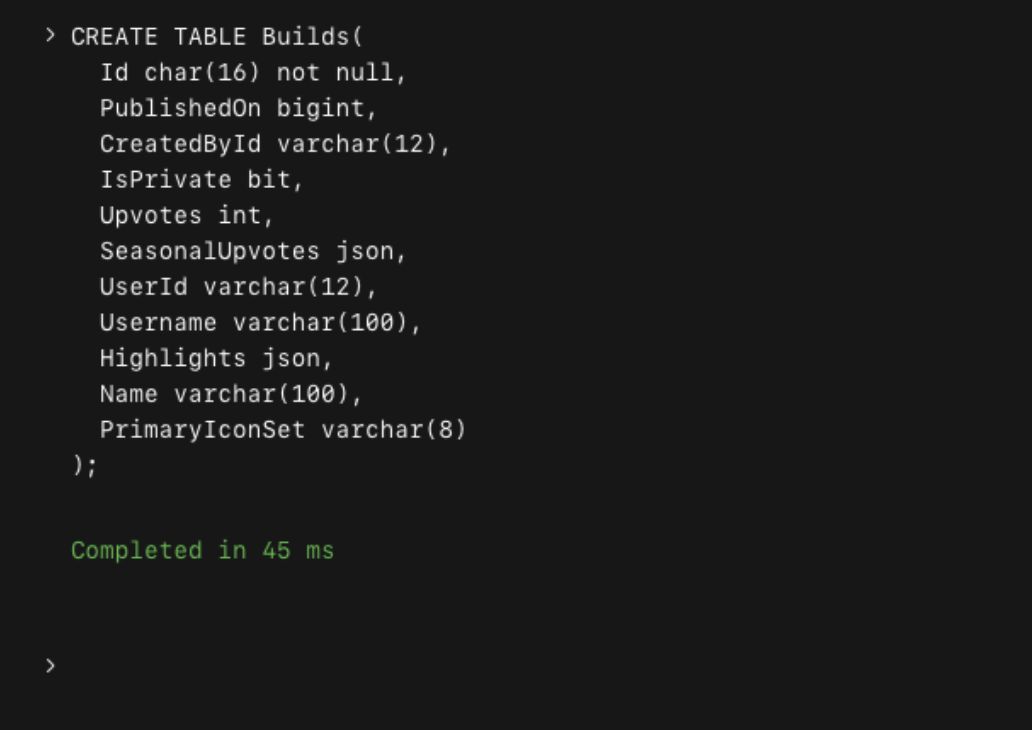 > CREATE TABLE Builds(
Id char(16) not null,
PublishedOn bigint,
CreatedById varchar(12),
IsPrivate bit,
Upvotes int,
SeasonalUpvotes json,
UserId varchar(12),
Username varchar(100),
Highlights json,
Name varchar(100),
PrimaryIconSet varchar(8)
);
Completed in 45 ms
>